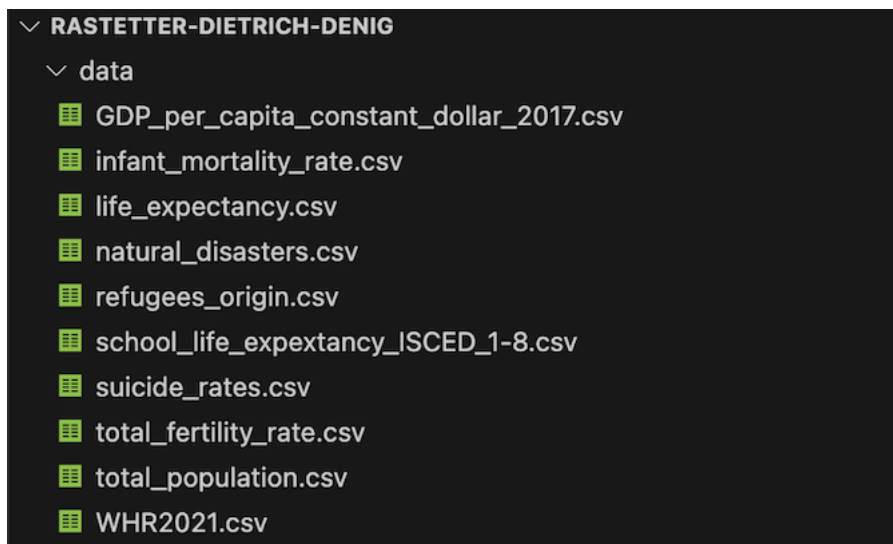 RASTETTER-DIETRICH-DENIG
data
GDP_per_capita_constant_dollar_2017.csv
infant_mortality_rate.csv
life_expectancy.csv
natural_disasters.csv
refugees_origin.csv
school_life_expextancy_ISCED_1-8.csv
suicide_rates.csv
total_fertility_rate.csv
total_population.csv
WHR2021.csv